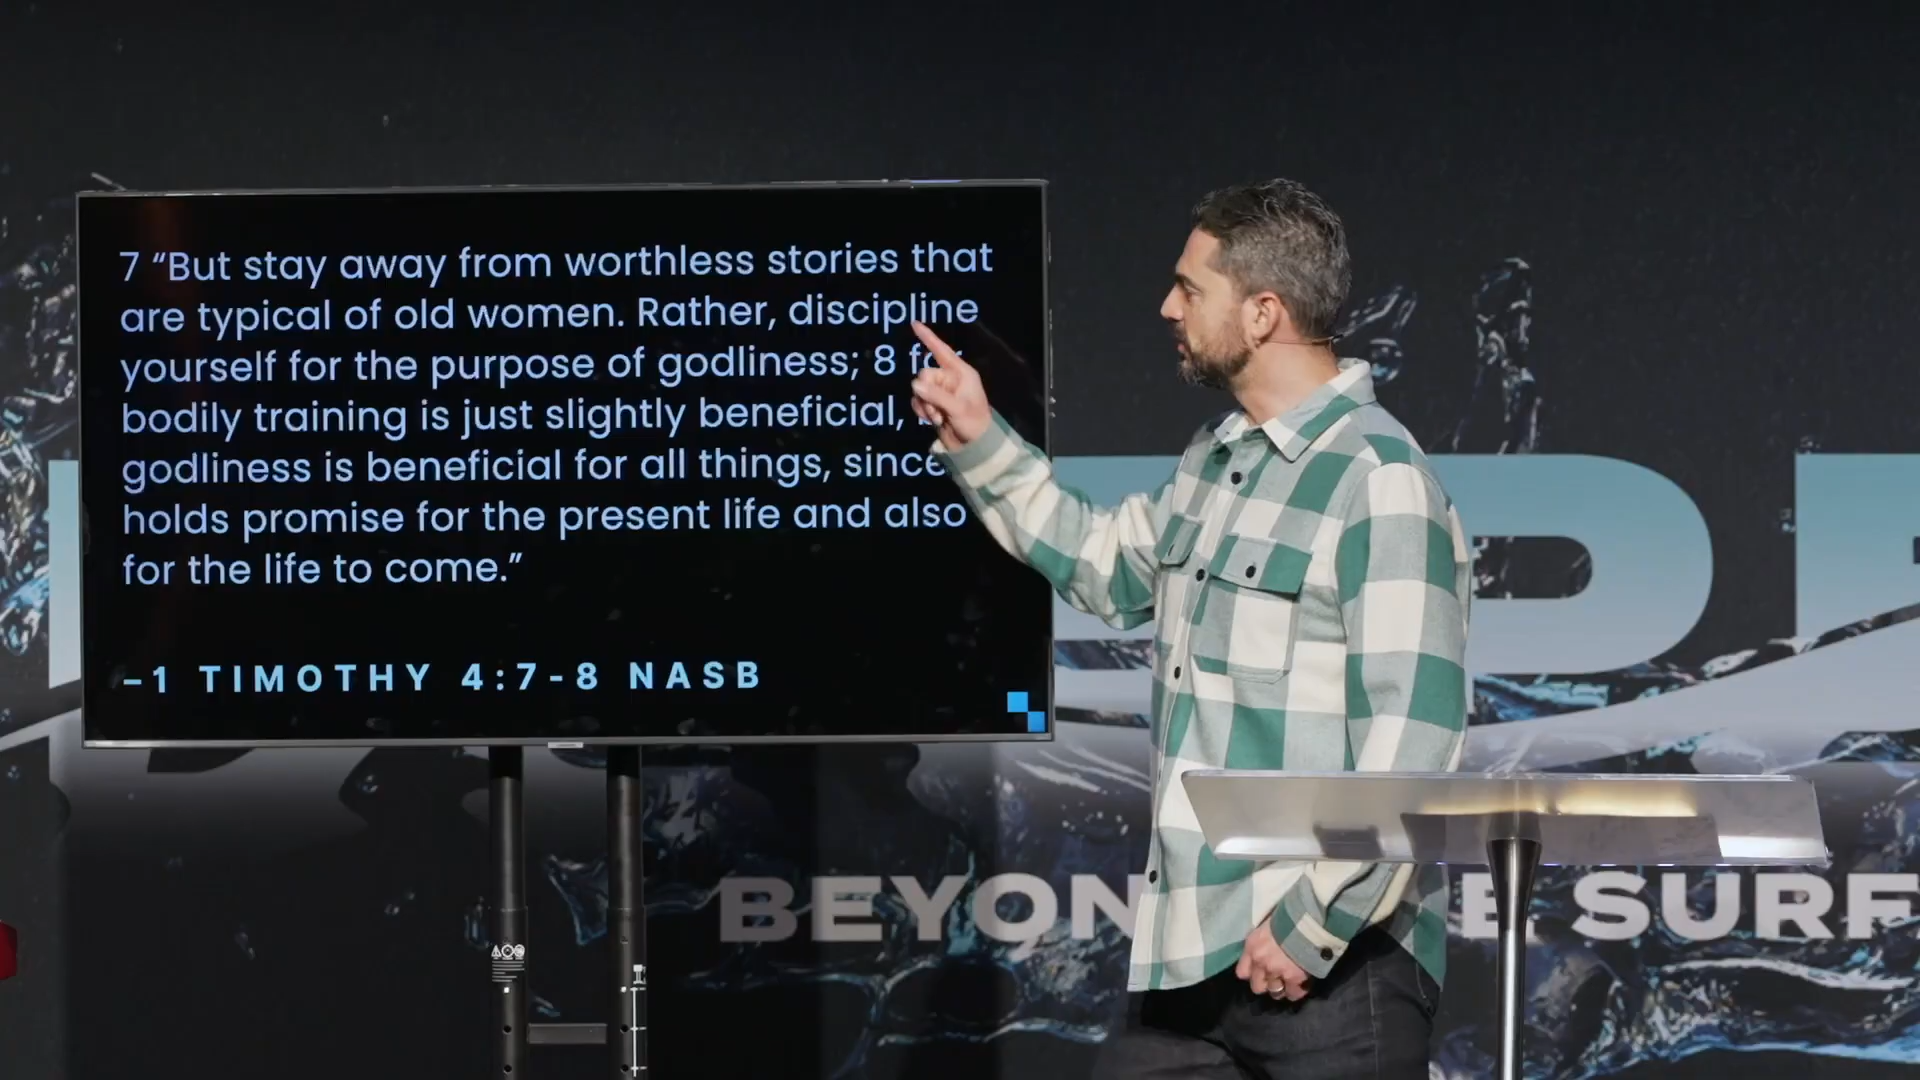 7 “But stay away from worthless stories that
are typical of old women. Rather, discipline
yourself for the purpose of godliness; 8 for
bodily training is just slightly beneficial,
godliness is beneficial for all things, since
holds promise for the present life and also
for the life to come.”
–1 TIMOTHY 4:7-8 NASB